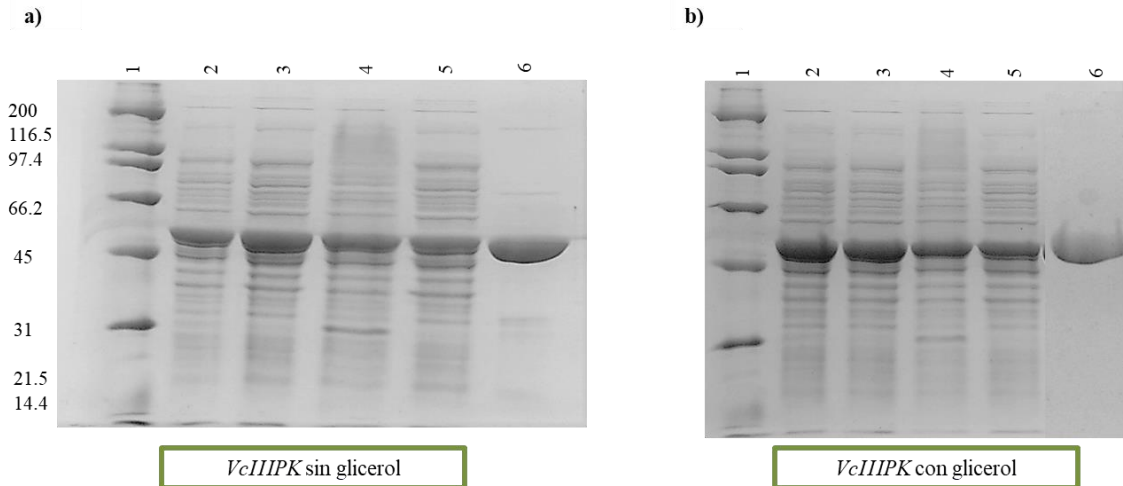 a)
1 2 3 4 5 6
200
116.5
97.4
66.2
45
31
21.5
14.4
VcIIIPK sin glicerol
b)
1 2 3 4 5 6
VcIIIPK con glicerol